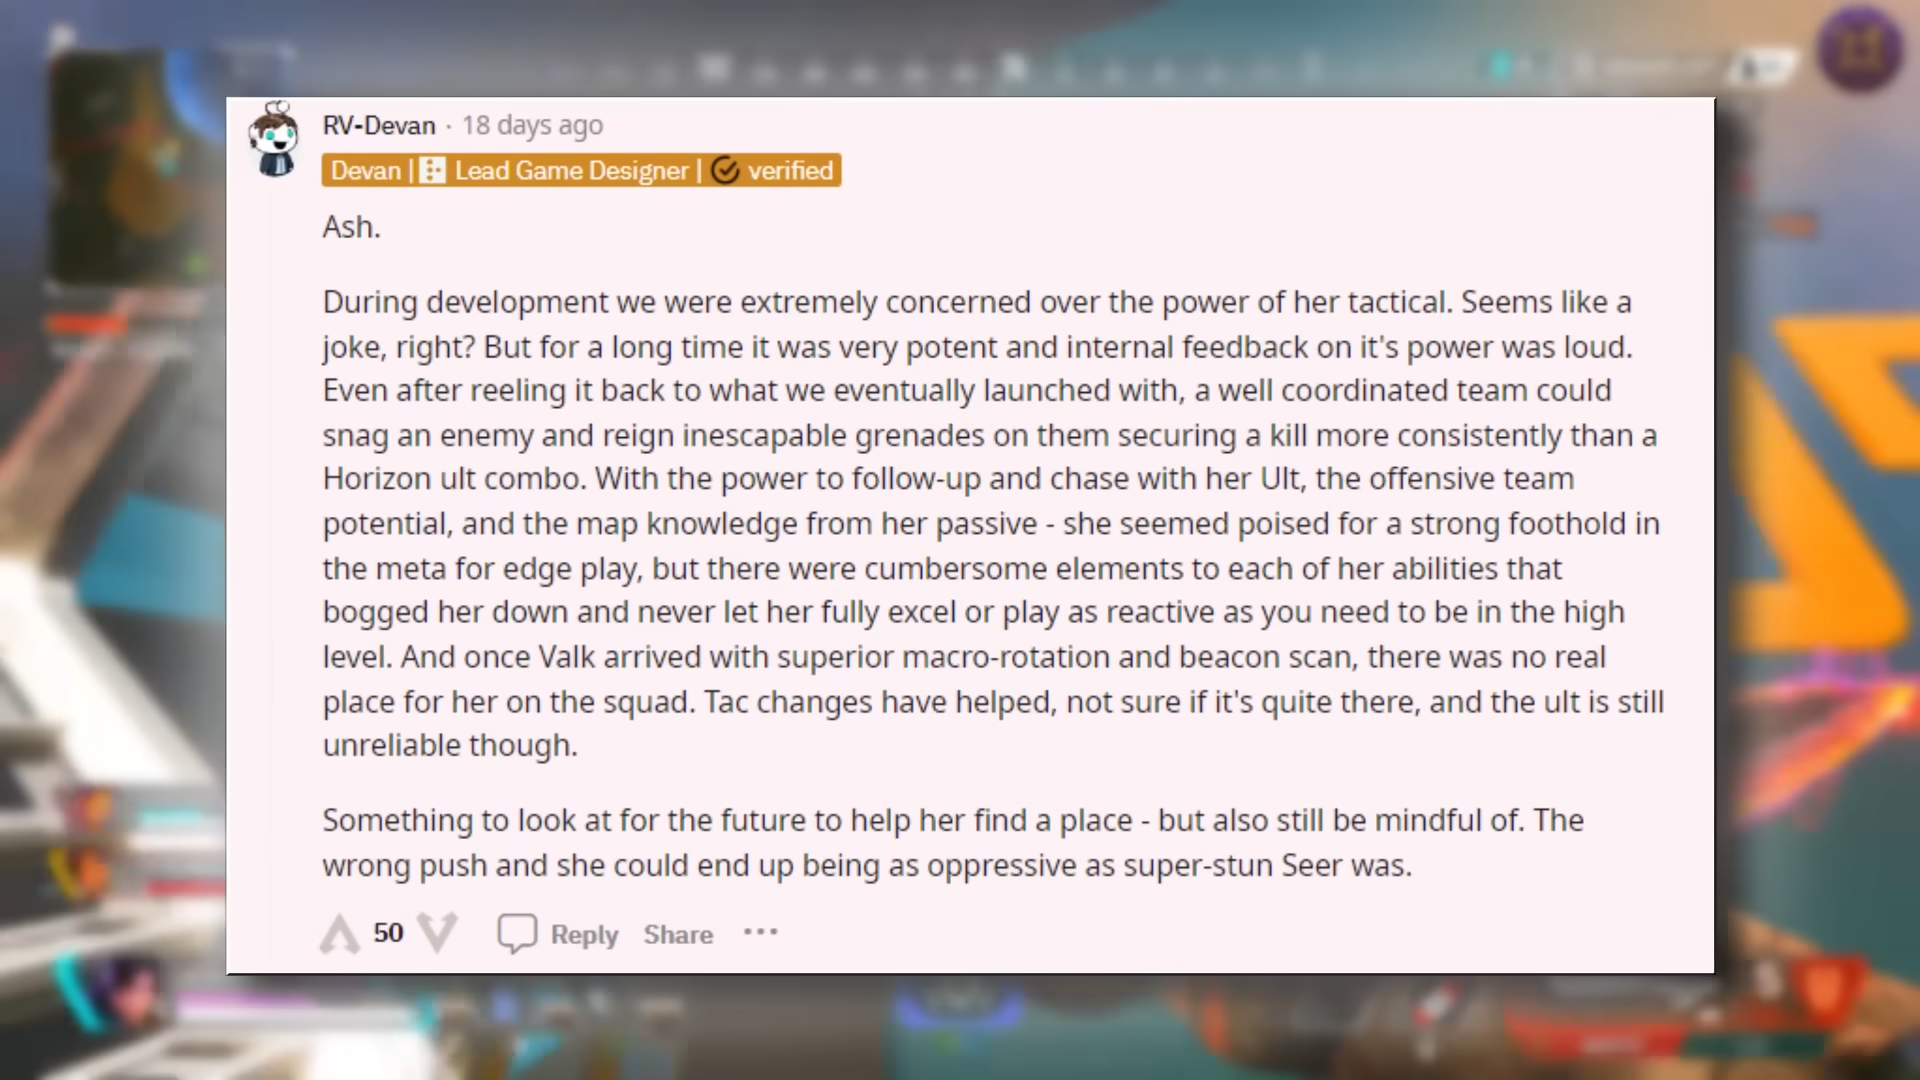 RV-Devan · 18 days ago
Devan | Lead Game Designer | verified
Ash.
During development we were extremely concerned over the power of her tactical. Seems like a
joke, right? But for a long time it was very potent and internal feedback on it's power was loud.
Even after reeling it back to what we eventually launched with, a well coordinated team could
snag an enemy and reign inescapable grenades on them securing a kill more consistently than a
Horizon ult combo. With the power to follow-up and chase with her Ult, the offensive team
potential, and the map knowledge from her passive - she seemed poised for a strong foothold in
the meta for edge play, but there were cumbersome elements to each of her abilities that
bogged her down and never let her fully excel or play as reactive as you need to be in the high
level. And once Valk arrived with superior macro-rotation and beacon scan, there was no real
place for her on the squad. Tac changes have helped, not sure if it's quite there, and the ult is still
unreliable though.
Something to look at for the future to help her find a place - but also still be mindful of. The
wrong push and she could end up being as oppressive as super-stun Seer was.
50 Reply Share ···